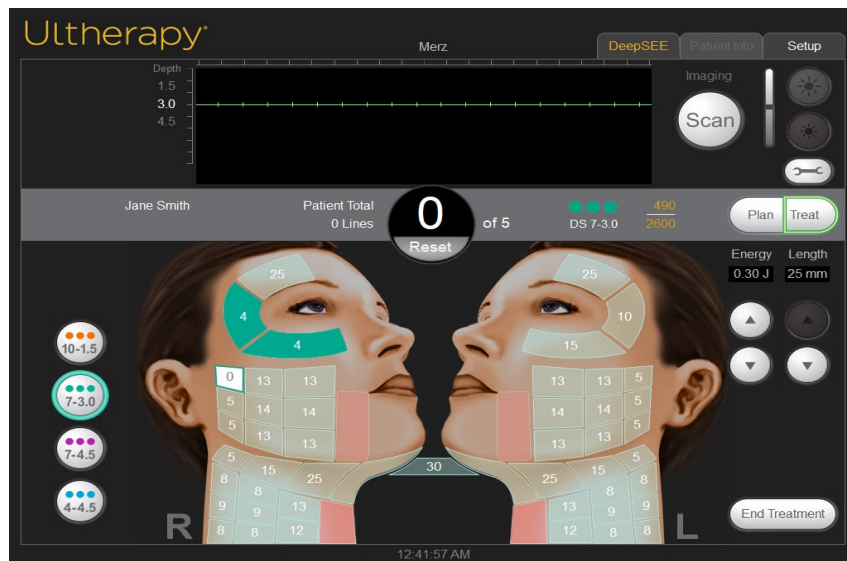 Ultherapy
Merz
DeepSEE
Patient Info
Setup
Depth
1.5
3.0
4.5
Imaging
Scan
Jane Smith
Patient Total
0 Lines
0
Reset
of 5
DS 7-3.0
490
2600
Plan
Treat
Energy
Length
0.30 J
25 mm
25
4
4
0 13 13
5 14 14
5 13 13
5 15 25
8 8
9 9 13
8 8 12
25
10
15
13 13 5
14 14 5
13 13 5
30
25 15 5
8 8
13 9 9
12 8 8
10-1.5
7-3.0
7-4.5
4-4.5
R
L
End Treatment
12:41:57 AM